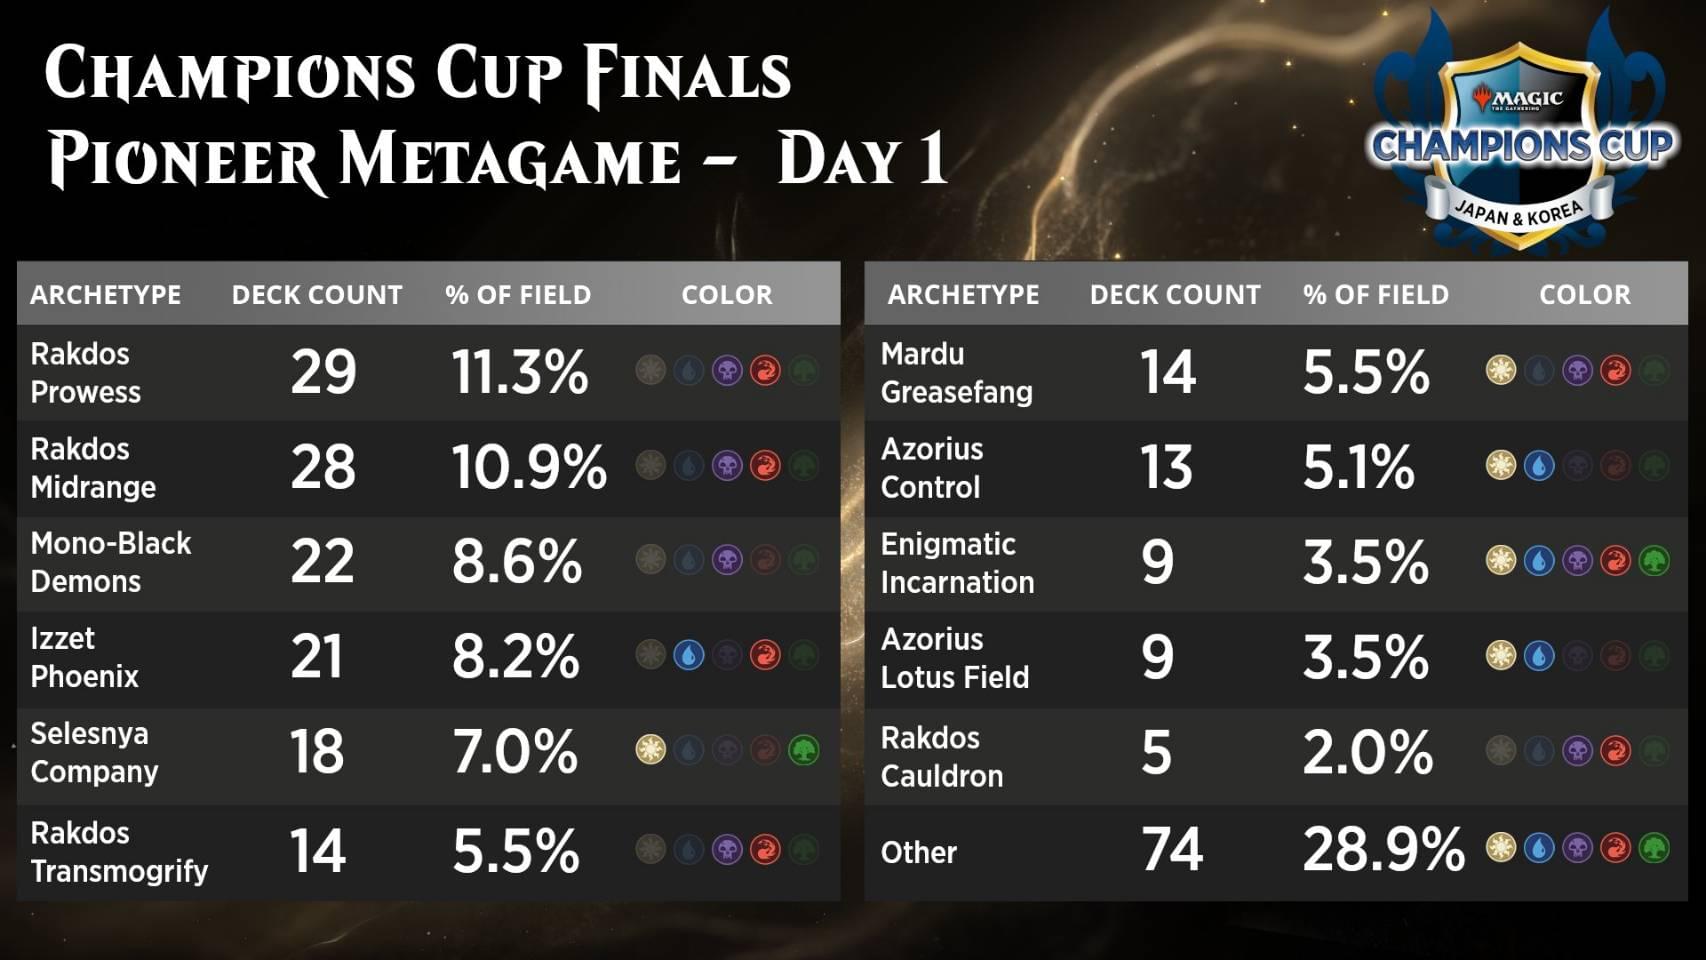 CHAMPIONS CUP FINALS
PIONEER METAGAME - DAY 1
MAGIC
THE GATHERING
CHAMPIONS CUP
JAPAN & KOREA
ARCHETYPE DECK COUNT % OF FIELD COLOR
Rakdos
Prowess
29 11.3%
Rakdos
Midrange
28 10.9%
Mono-Black
Demons
22 8.6%
Izzet
Phoenix
21 8.2%
Selesnya
Company
18 7.0%
Rakdos
Transmogrify
14 5.5%
ARCHETYPE DECK COUNT % OF FIELD COLOR
Mardu
Greasefang
14 5.5%
Azorius
Control
13 5.1%
Enigmatic
Incarnation
9 3.5%
Azorius
Lotus Field
9 3.5%
Rakdos
Cauldron
5 2.0%
Other 74 28.9%